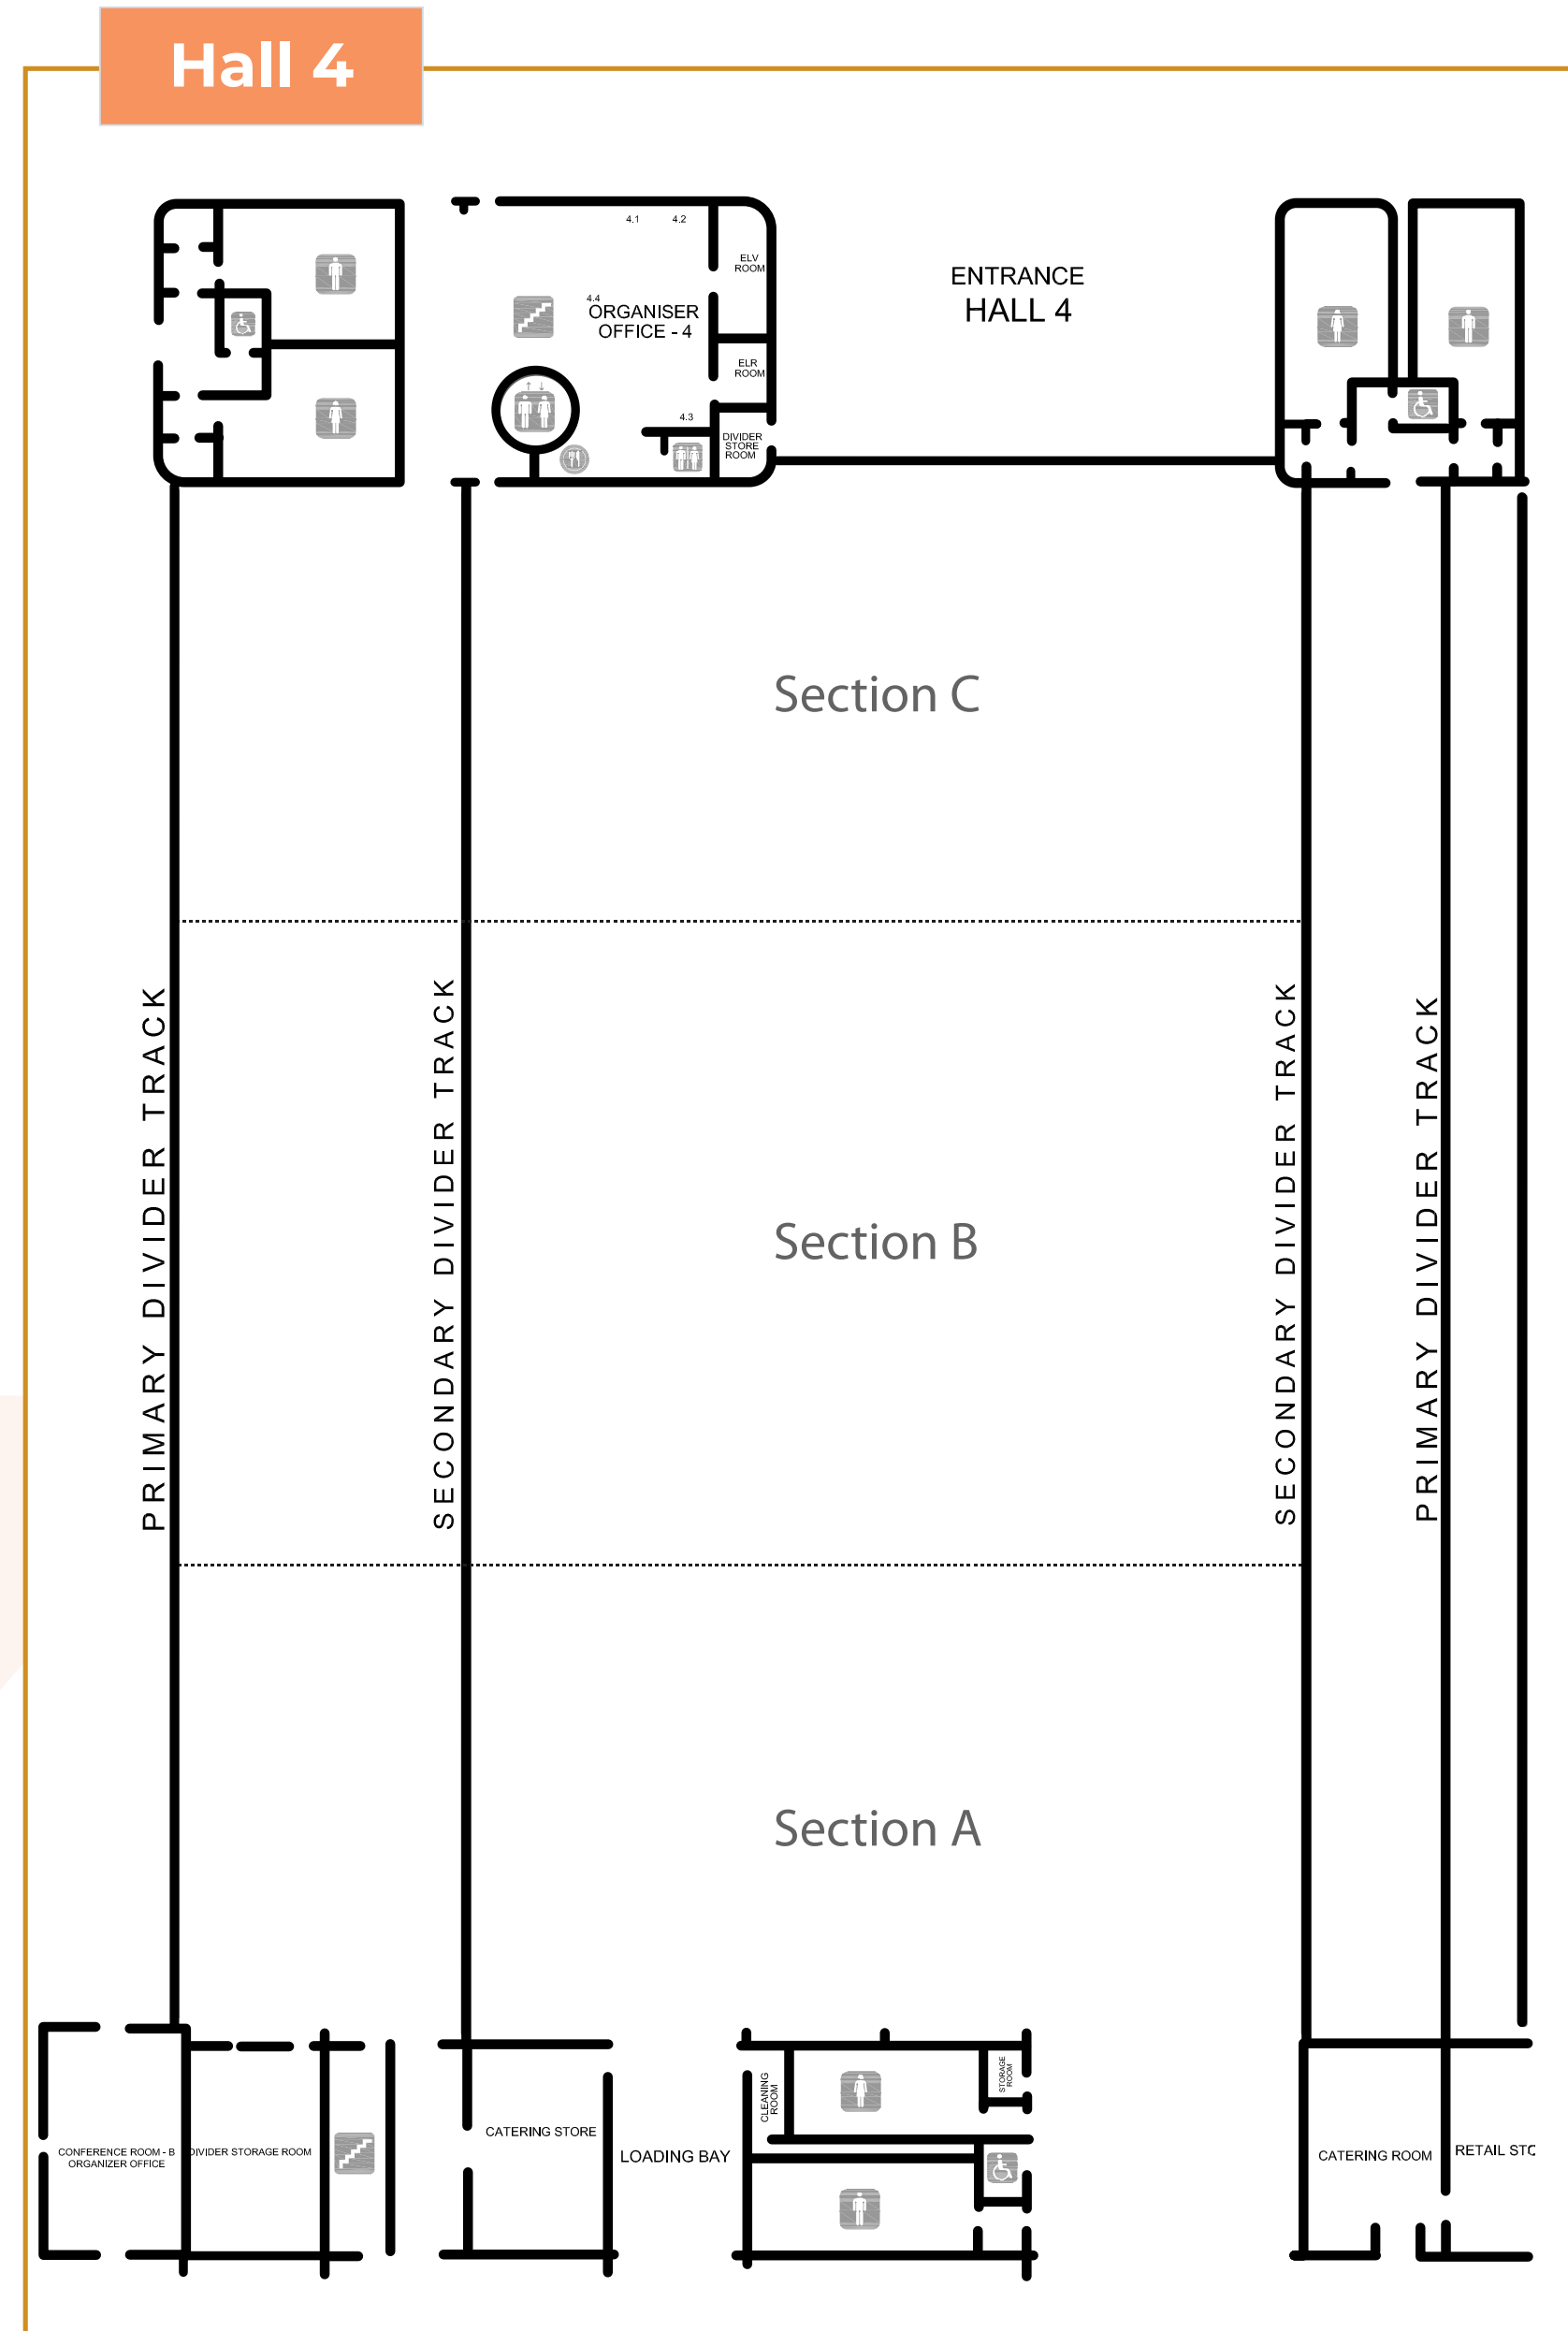 Hall 4
4.1
4.2
ELV
ROOM
ENTRANCE
HALL 4
4.4
ORGANISER
OFFICE - 4
ELR
ROOM
4.3
DIVIDER
STORE
ROOM
Section C
PRIMARY DIVIDER TRACK
SECONDARY DIVIDER TRACK
SECONDARY DIVIDER TRACK
PRIMARY DIVIDER TRACK
Section B
Section A
CONFERENCE ROOM - B
ORGANIZER OFFICE
DIVIDER STORAGE ROOM
CATERING STORE
LOADING BAY
CLEANING
ROOM
STORAGE
ROOM
CATERING ROOM
RETAIL STO